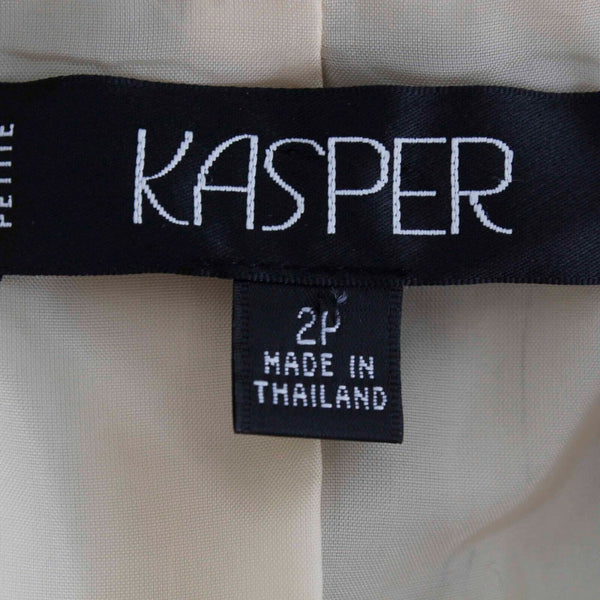 PETITE
KASPER
2P
MADE IN
THAILAND